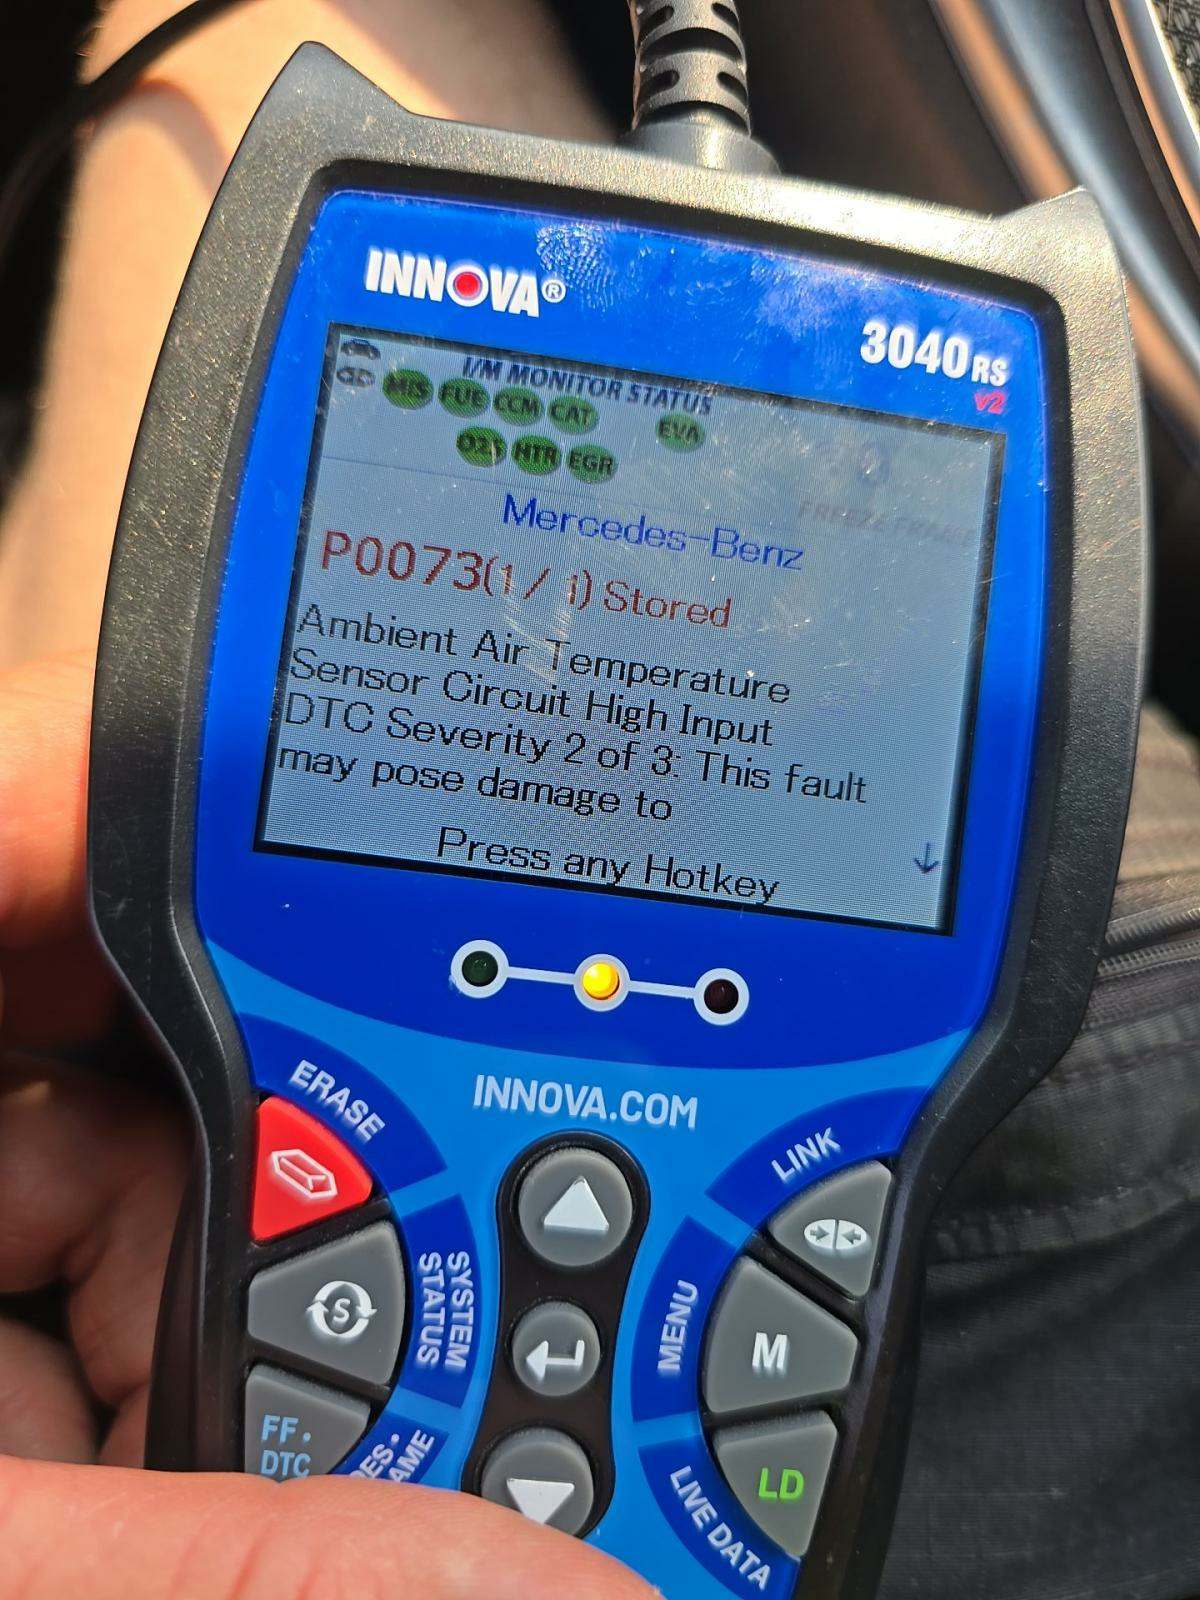 INNOVA®
3040RS
v2
I/M MONITOR STATUS
MIS FUE CCM CAT EVA
O2S HTR EGR
FREEZE FRAME
Mercedes-Benz
P0073(1/ 1) Stored
Ambient Air Temperature
Sensor Circuit High Input
DTC Severity 2 of 3: This fault
may pose damage to
Press any Hotkey
INNOVA.COM
ERASE
LINK
SYSTEM
STATUS
S
MENU
M
FF.
DTC
LIVE DATA
LD